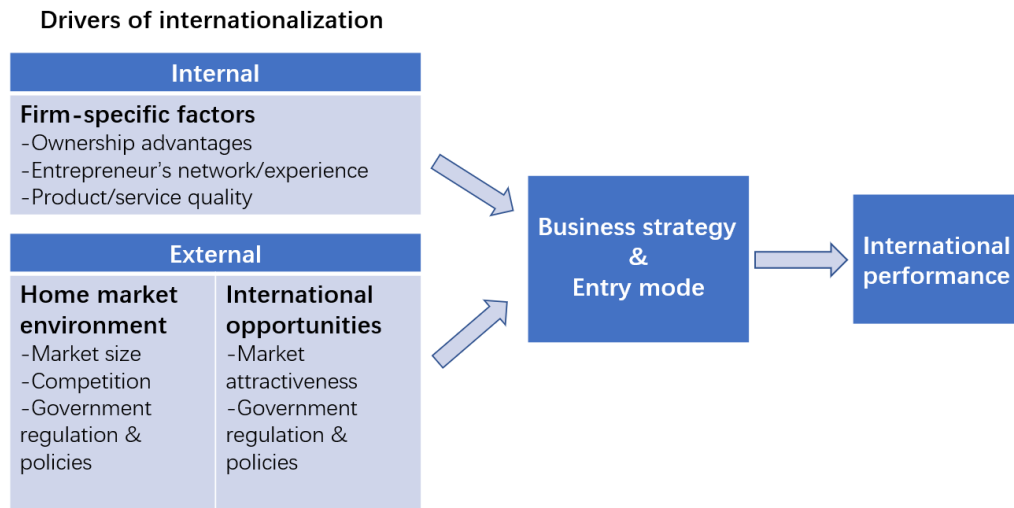 Drivers of internationalization
Internal
Firm-specific factors
-Ownership advantages
-Entrepreneur’s network/experience
-Product/service quality
External
Home market
environment
-Market size
-Competition
-Government
regulation &
policies
International
opportunities
-Market
attractiveness
-Government
regulation &
policies
Business strategy
&
Entry mode
International
performance